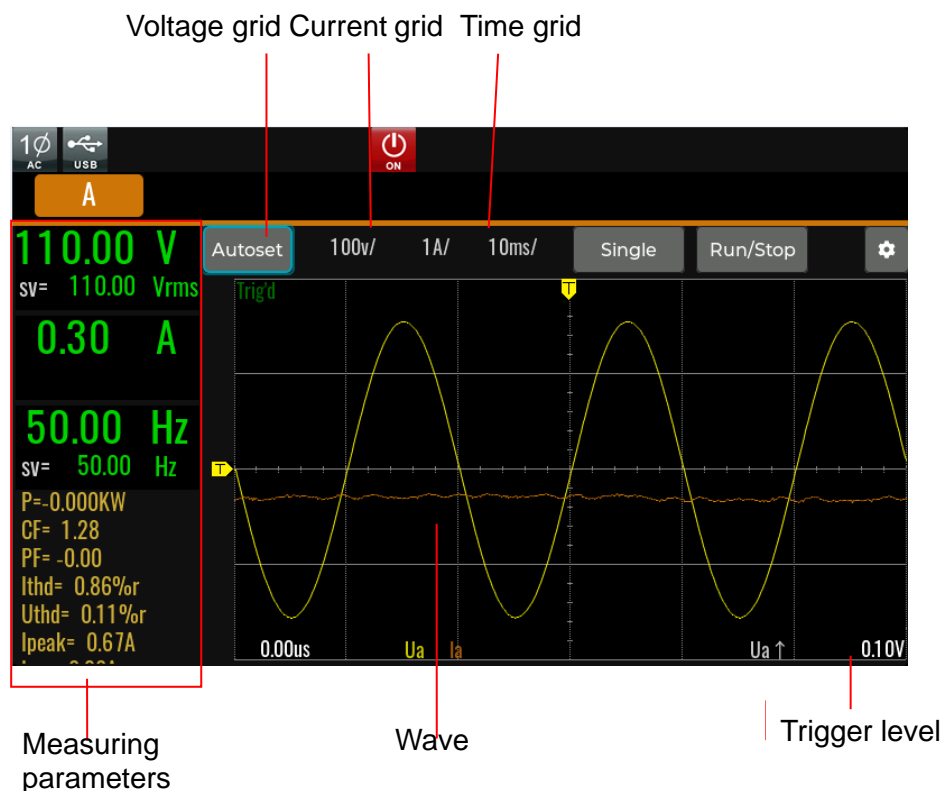 Voltage grid Current grid Time grid
1Ø
AC
USB
ON
A
110.00 V
sv= 110.00 Vrms
0.30 A
50.00 Hz
sv= 50.00 Hz
P=-0.000KW
CF= 1.28
PF= -0.00
Ithd= 0.86%r
Uthd= 0.11%r
Ipeak= 0.67A
Autoset 100v/ 1A/ 10ms/ Single Run/Stop
Trig'd
T
T
0.00us Ua Ia Ua↑ 0.10V
Measuring
parameters
Wave
Trigger level